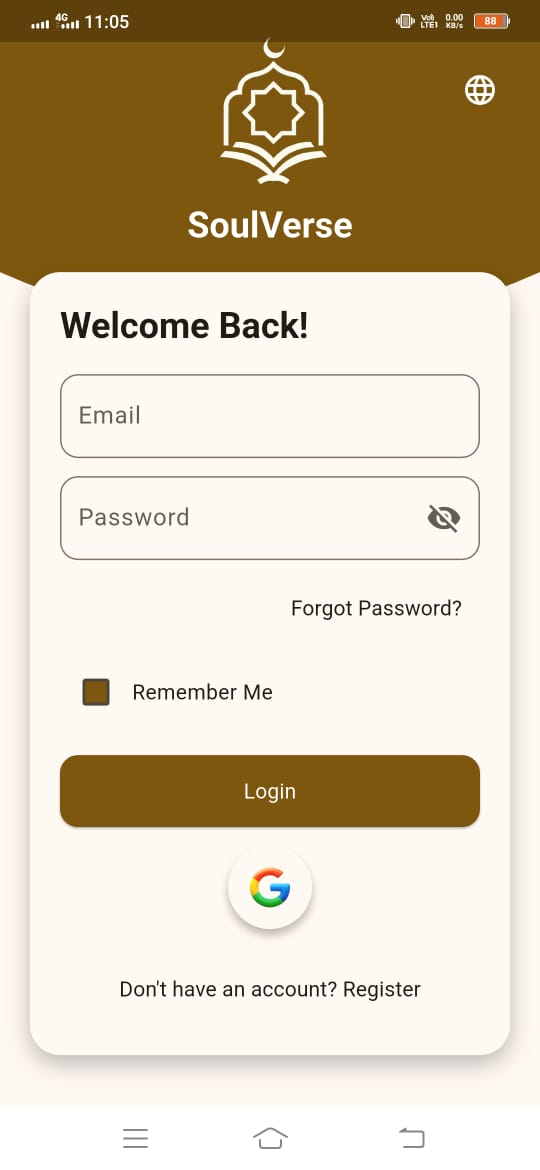 4G 11:05 Vo) LTE1 0.00 KB/s 88
SoulVerse
Welcome Back!
Email
Password
Forgot Password?
Remember Me
Login
Don't have an account? Register